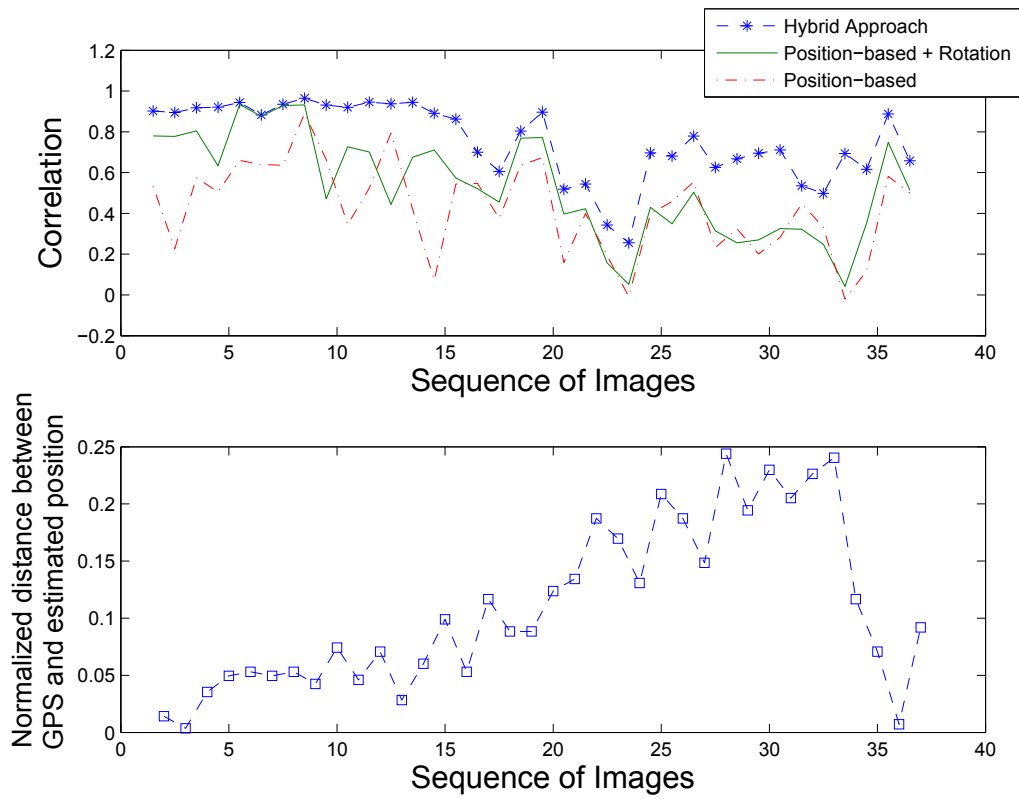 Hybrid Approach
Position−based + Rotation
Position−based
1.2
1
0.8
0.6
0.4
0.2
0
−0.2
Correlation
0 5 10 15 20 25 30 35 40
Sequence of Images
0.25
0.2
0.15
0.1
0.05
0
Normalized distance between
GPS and estimated position
0 5 10 15 20 25 30 35 40
Sequence of Images